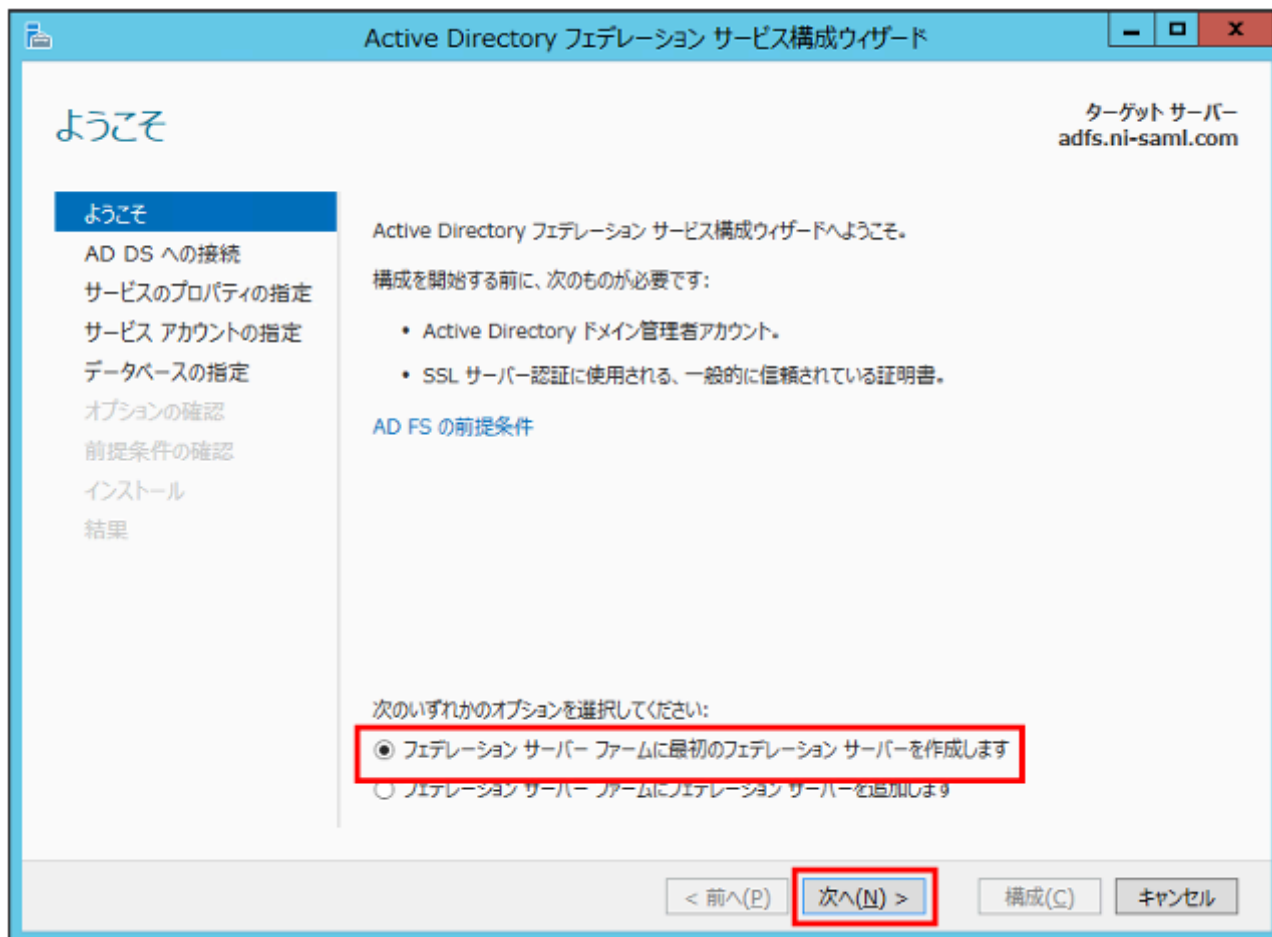 Active Directory フェデレーション サービス構成ウィザード
ようこそ
ターゲット サーバー
adfs.ni-saml.com
ようこそ
AD DS への接続
サービスのプロパティの指定
サービス アカウントの指定
データベースの指定
オプションの確認
前提条件の確認
インストール
結果
Active Directory フェデレーション サービス構成ウィザードへようこそ。
構成を開始する前に、次のものが必要です:
• Active Directory ドメイン管理者アカウント。
• SSL サーバー認証に使用される、一般的に信頼されている証明書。
AD FS の前提条件
次のいずれかのオプションを選択してください:
フェデレーション サーバー ファームに最初のフェデレーション サーバーを作成します
フェデレーション サーバー ファームにフェデレーション サーバーを追加します
< 前へ(P)
次へ(N) >
構成(C)
キャンセル